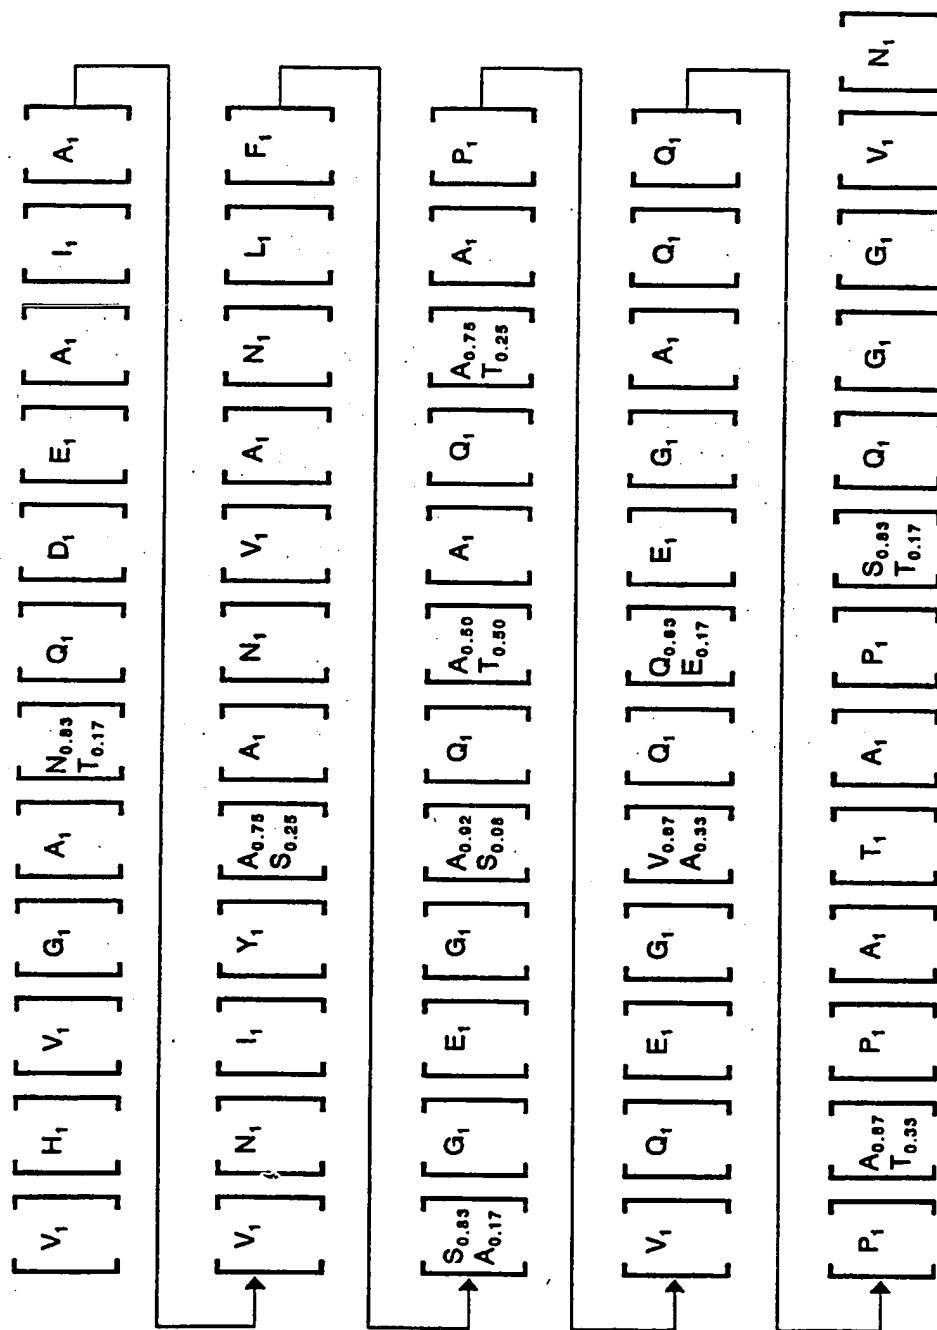 V1 H1 V1 G1 A1 N0.83 T0.17 Q1 D1 E1 A1 I1 A1
V1 N1 I1 Y1 A0.75 S0.25 A1 N1 V1 A1 N1 L1 F1
S0.83 A0.17 G1 E1 G1 A0.92 S0.08 Q1 A0.50 T0.50 A1 Q1 A0.75 T0.25 A1 P1
V1 Q1 E1 G1 V0.67 A0.33 Q1 Q0.83 E0.17 E1 G1 A1 Q1 Q1
P1 A0.67 T0.33 P1 A1 T1 A1 P1 S0.83 T0.17 Q1 G1 G1 V1 N1